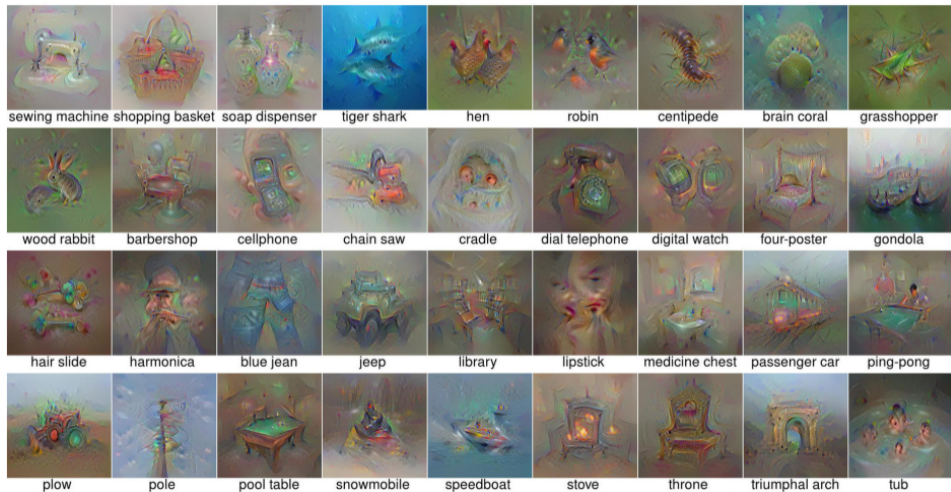 sewing machine shopping basket soap dispenser tiger shark hen robin centipede brain coral grasshopper
wood rabbit barbershop cellphone chain saw cradle dial telephone digital watch four-poster gondola
hair slide harmonica blue jean jeep library lipstick medicine chest passenger car ping-pong
plow pole pool table snowmobile speedboat stove throne triumphal arch tub